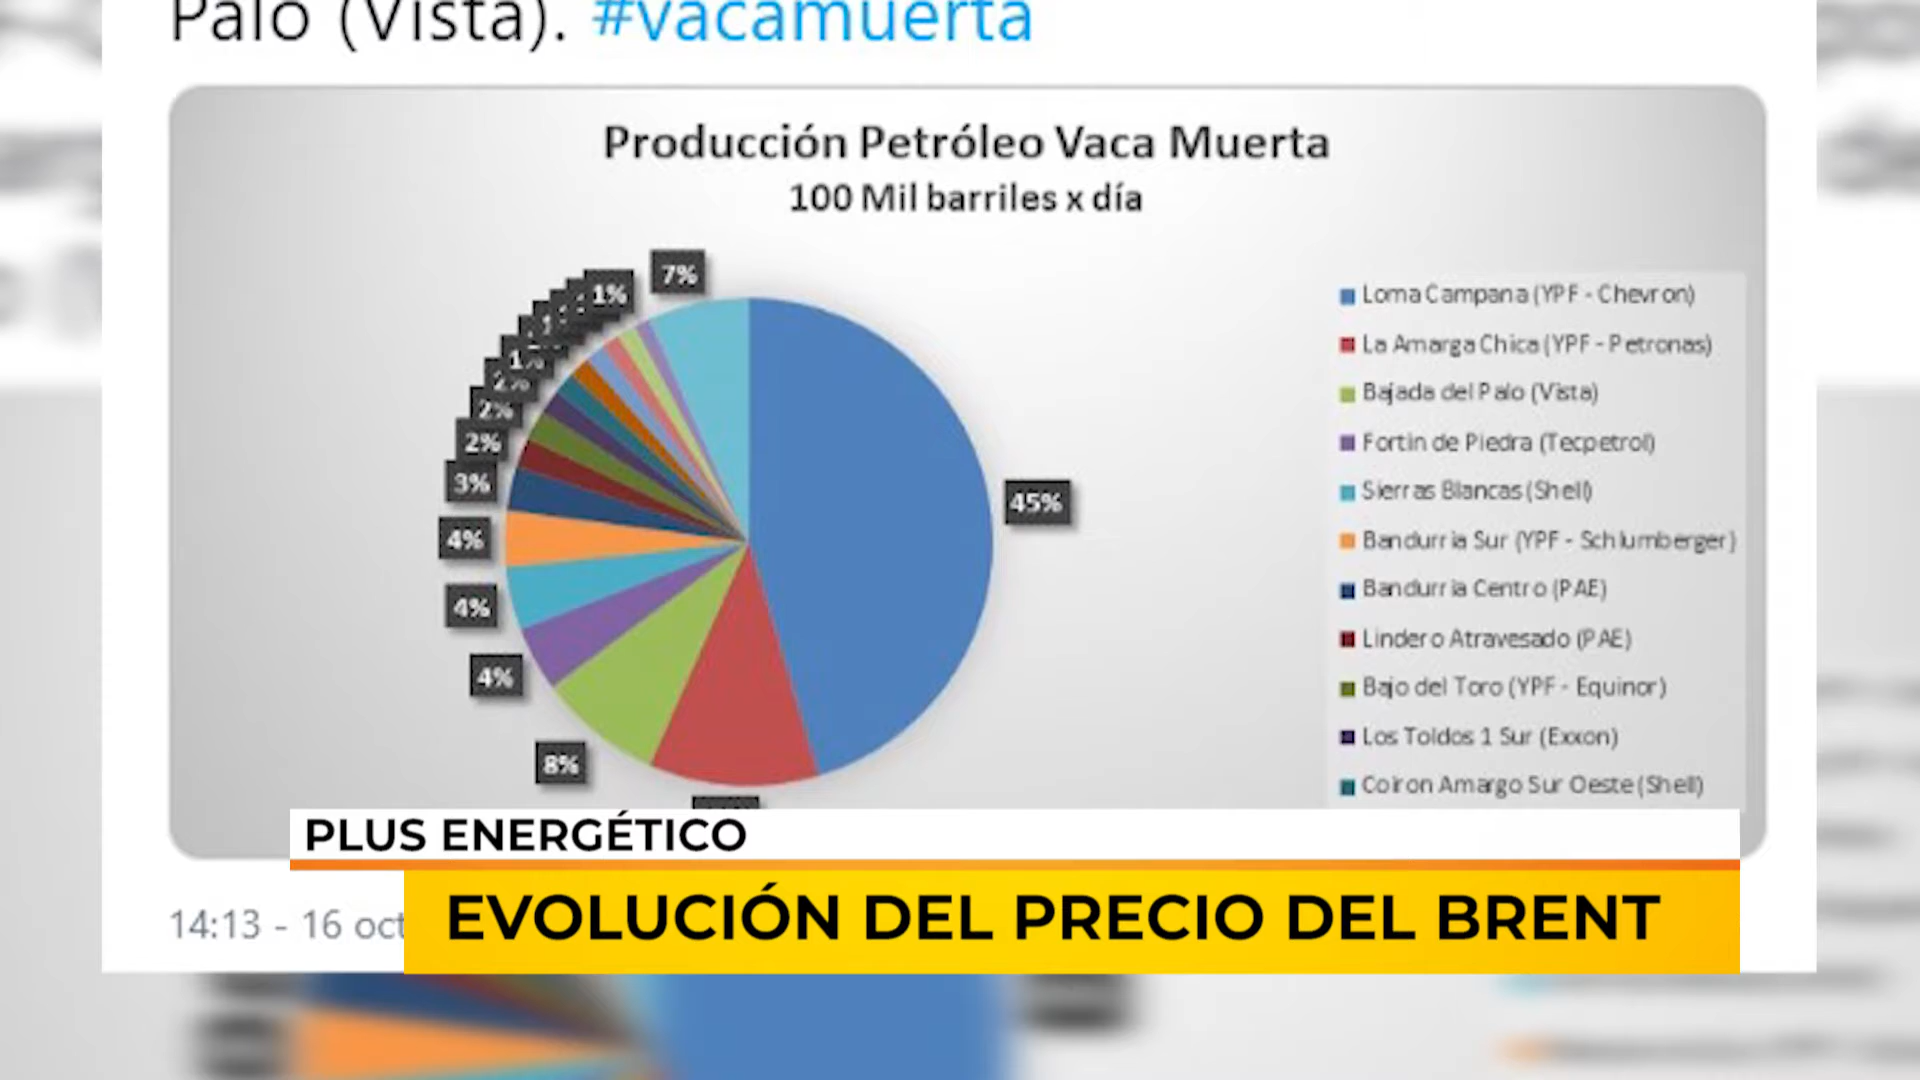 Palo (Vista). #vacamuerta
Producción Petróleo Vaca Muerta
100 Mil barriles x día
7%
1%
1%
2%
2%
2%
3%
4%
4%
4%
8%
45%
Loma Campana (YPF - Chevron)
La Amarga Chica (YPF - Petronas)
Bajada del Palo (Vista)
Fortin de Piedra (Tecpetrol)
Sierras Blancas (Shell)
Bandurria Sur (YPF - Schlumberger)
Bandurria Centro (PAE)
Lindero Atravesado (PAE)
Bajo del Toro (YPF - Equinor)
Los Toldos 1 Sur (Exxon)
Coiron Amargo Sur Oeste (Shell)
PLUS ENERGÉTICO
EVOLUCIÓN DEL PRECIO DEL BRENT
14:13 - 16 oct